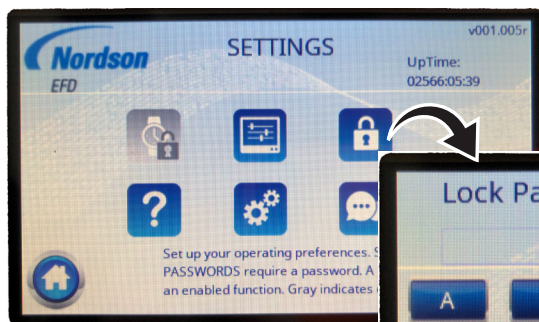 Nordson
EFD
SETTINGS
v001.005r
UpTime:
02566:05:39
?
Set up your operating preferences.
PASSWORDS require a password. A
an enabled function. Gray indicates
Lock Pa
A